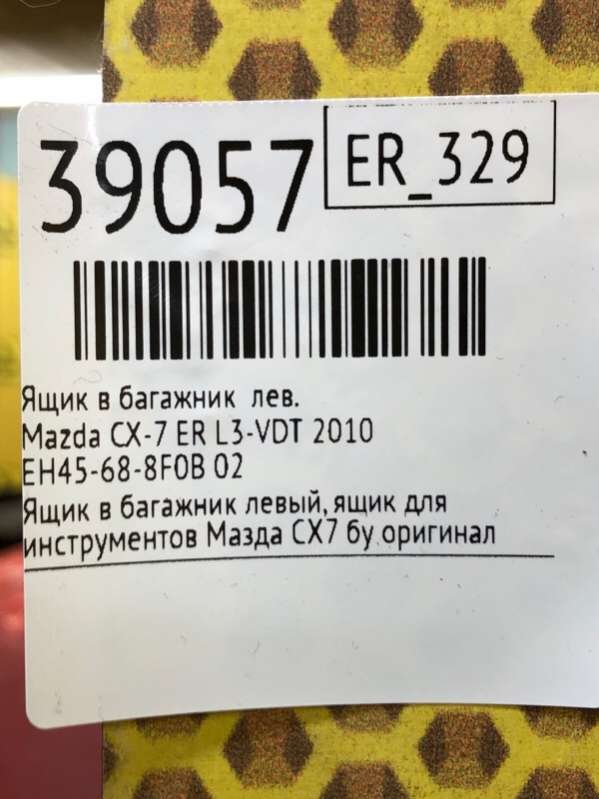 39057
ER_329
Ящик в багажник лев.
Mazda CX-7 ER L3-VDT 2010
EH45-68-8F0B 02
Ящик в багажник левый, ящик для
инструментов Мазда СХ7 бу оригинал